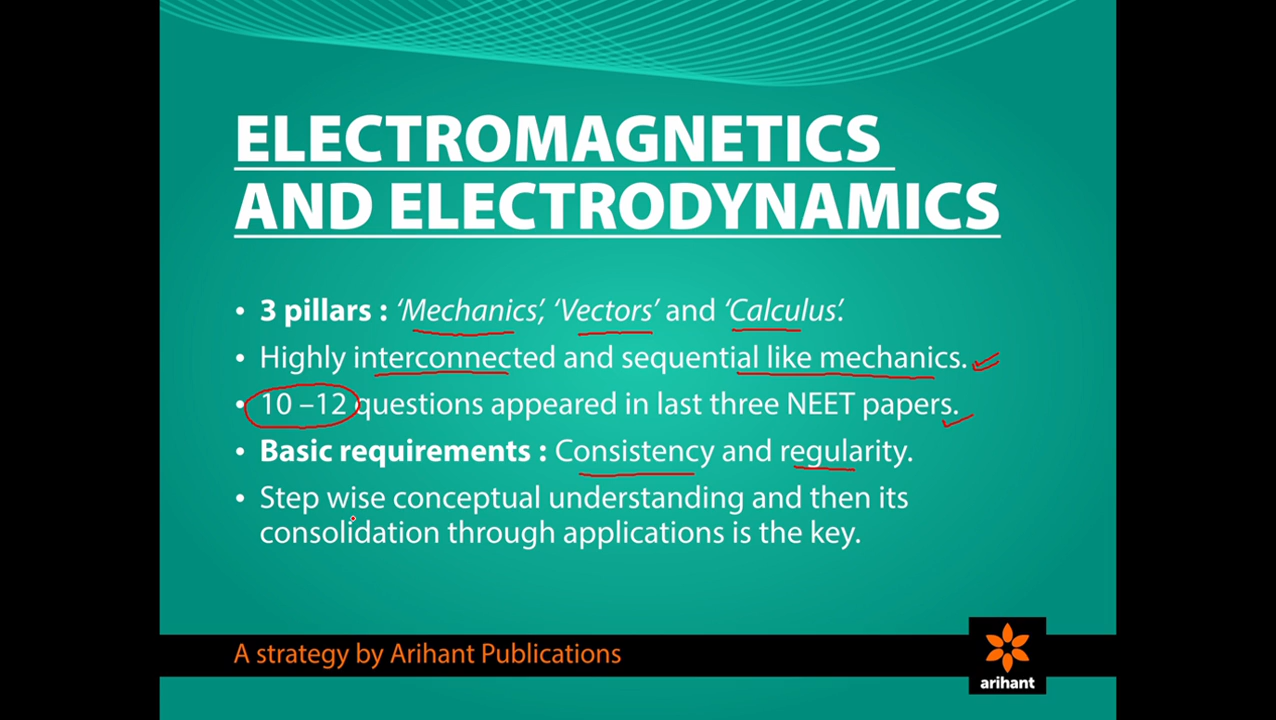 ELECTROMAGNETICS
AND ELECTRODYNAMICS
• 3 pillars : ‘Mechanics’, ‘Vectors’ and ‘Calculus’.
• Highly interconnected and sequential like mechanics.
• 10 –12 questions appeared in last three NEET papers.
• Basic requirements : Consistency and regularity.
• Step wise conceptual understanding and then its
consolidation through applications is the key.
A strategy by Arihant Publications
arihant